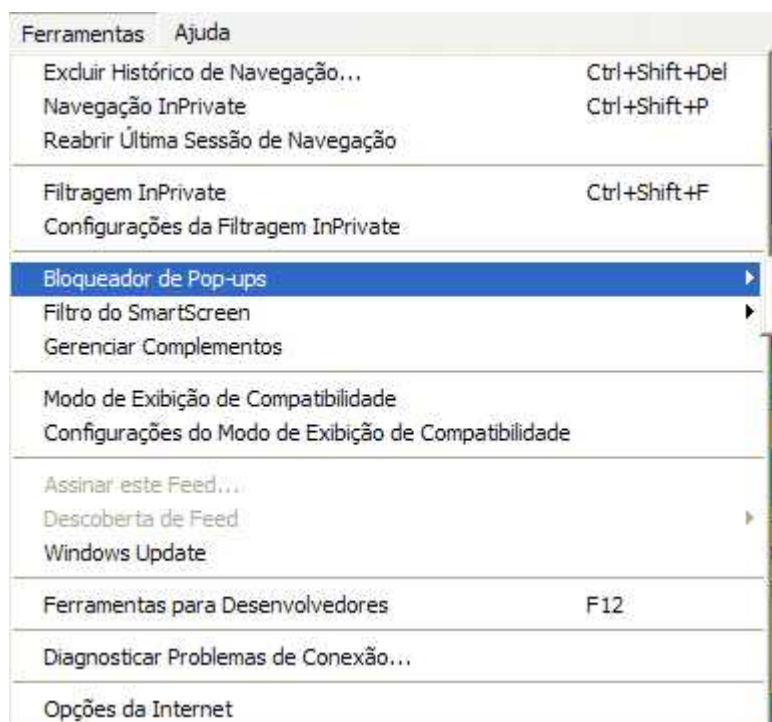 Ferramentas Ajuda
Excluir Histórico de Navegação... Ctrl+Shift+Del
Navegação InPrivate Ctrl+Shift+P
Reabrir Última Sessão de Navegação
Filtragem InPrivate Ctrl+Shift+F
Configurações da Filtragem InPrivate
Bloqueador de Pop-ups
Filtro do SmartScreen
Gerenciar Complementos
Modo de Exibição de Compatibilidade
Configurações do Modo de Exibição de Compatibilidade
Assinar este Feed...
Descoberta de Feed
Windows Update
Ferramentas para Desenvolvedores F12
Diagnosticar Problemas de Conexão...
Opções da Internet